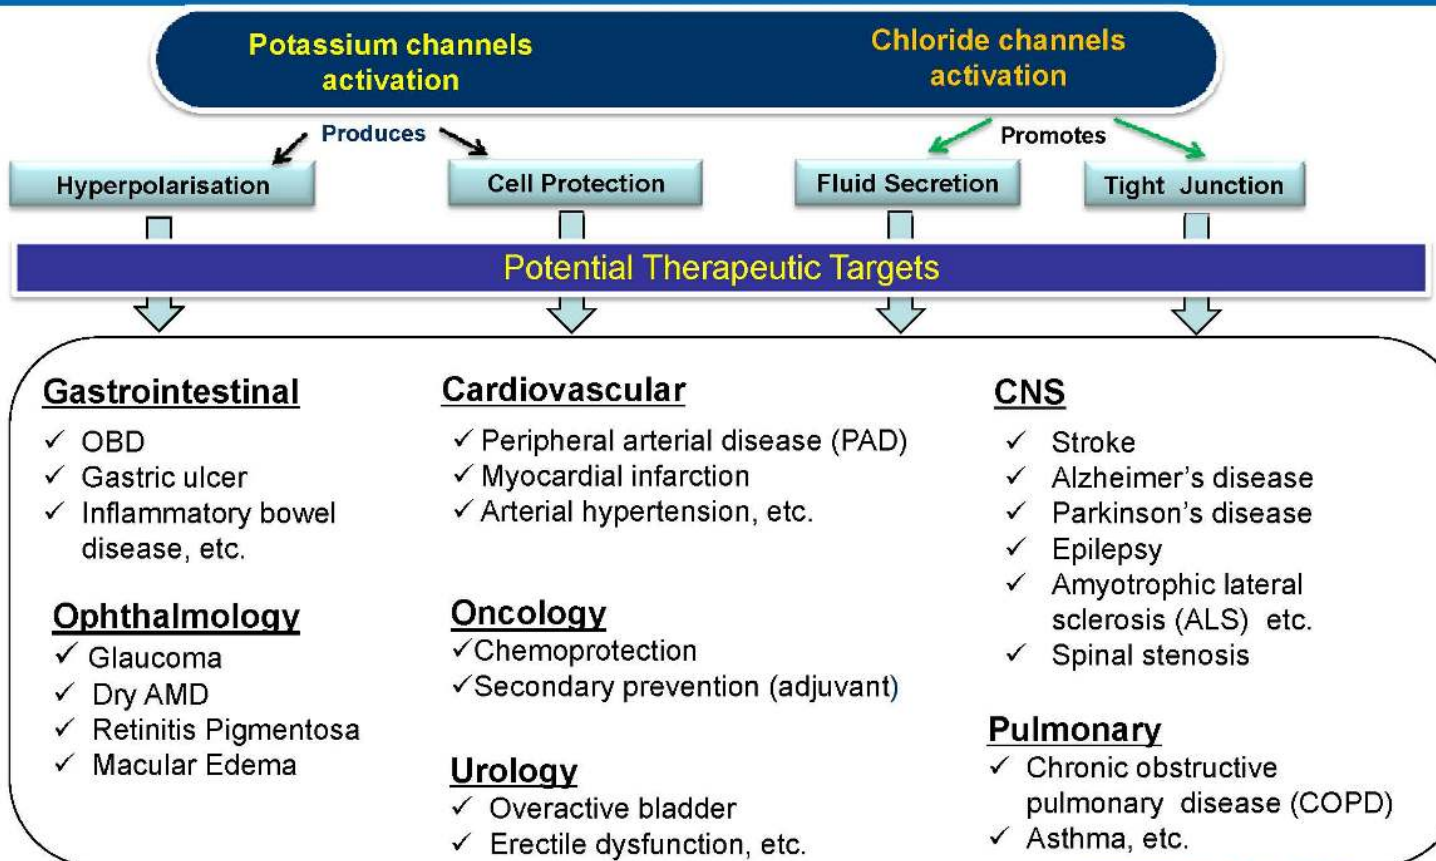 Potassium channels
activation
Chloride channels
activation
Produces
Promotes
Hyperpolarisation
Cell Protection
Fluid Secretion
Tight Junction
Potential Therapeutic Targets
Gastrointestinal
✓ OBD
✓ Gastric ulcer
✓ Inflammatory bowel
disease, etc.
Ophthalmology
✓ Glaucoma
✓ Dry AMD
✓ Retinitis Pigmentosa
✓ Macular Edema
Cardiovascular
✓ Peripheral arterial disease (PAD)
✓ Myocardial infarction
✓ Arterial hypertension, etc.
Oncology
✓ Chemoprotection
✓ Secondary prevention (adjuvant)
Urology
✓ Overactive bladder
✓ Erectile dysfunction, etc.
CNS
✓ Stroke
✓ Alzheimer's disease
✓ Parkinson's disease
✓ Epilepsy
✓ Amyotrophic lateral
sclerosis (ALS) etc.
✓ Spinal stenosis
Pulmonary
✓ Chronic obstructive
pulmonary disease (COPD)
✓ Asthma, etc.